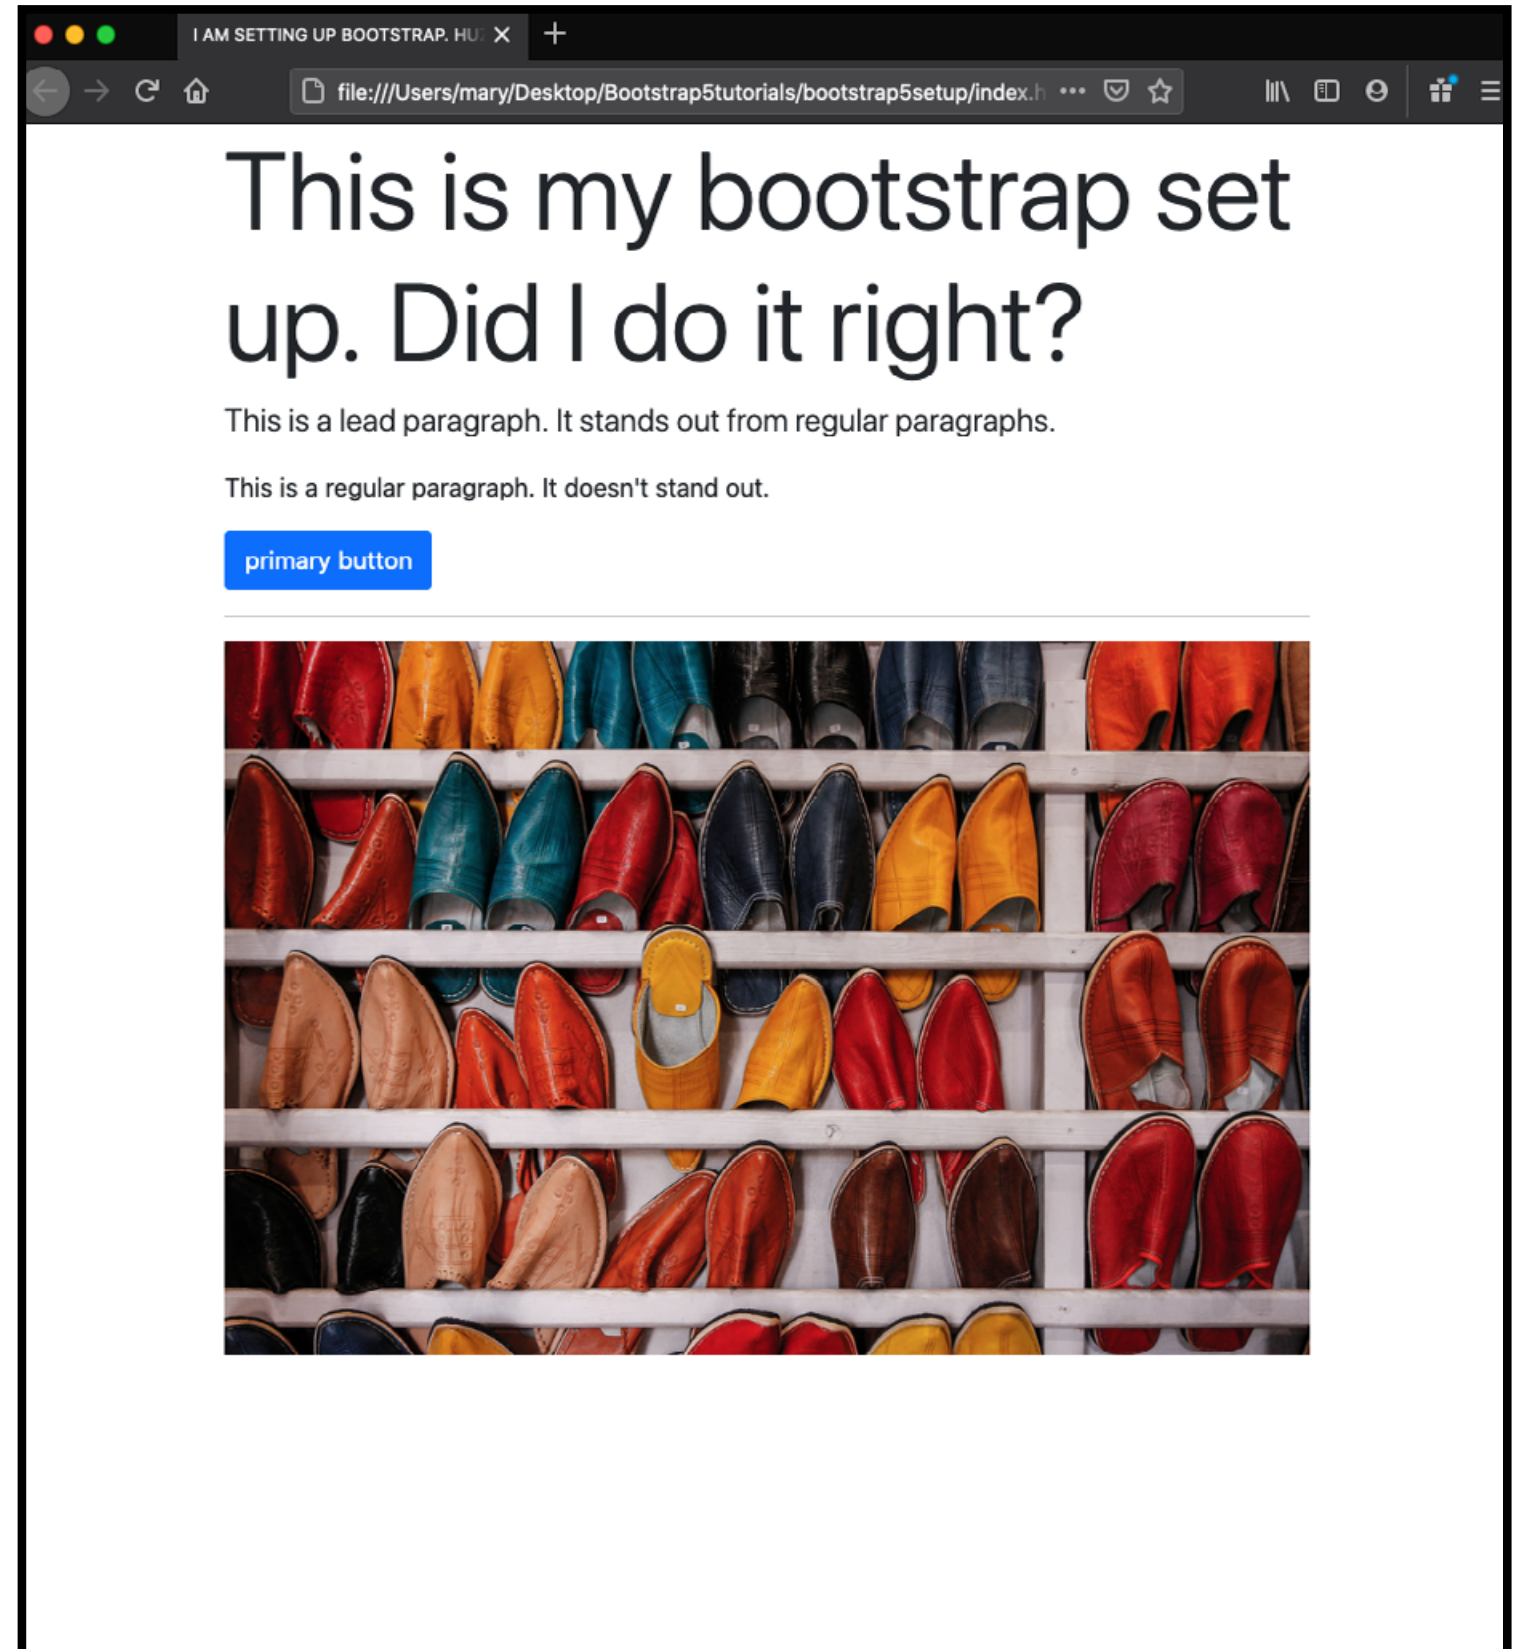 I AM SETTING UP BOOTSTRAP. HU
file:///Users/mary/Desktop/Bootstrap5tutorials/bootstrap5setup/index.h
This is my bootstrap set
up. Did I do it right?
This is a lead paragraph. It stands out from regular paragraphs.
This is a regular paragraph. It doesn't stand out.
primary button